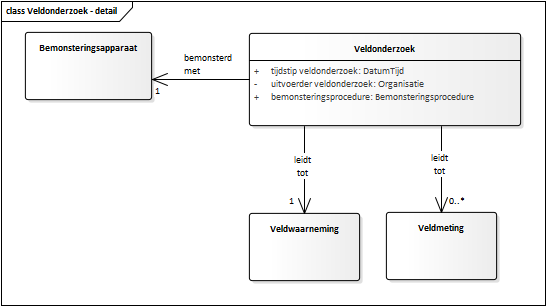 class Veldonderzoek - detail
Bemonsteringsapparaat
bemonsterd
met
1
Veldonderzoek
+ tijdstip veldonderzoek: DatumTijd
- uitvoerder veldonderzoek: Organisatie
+ bemonsteringsprocedure: Bemonsteringsprocedure
leidt
tot
1
Veldwaarneming
leidt
tot
0..*
Veldmeting